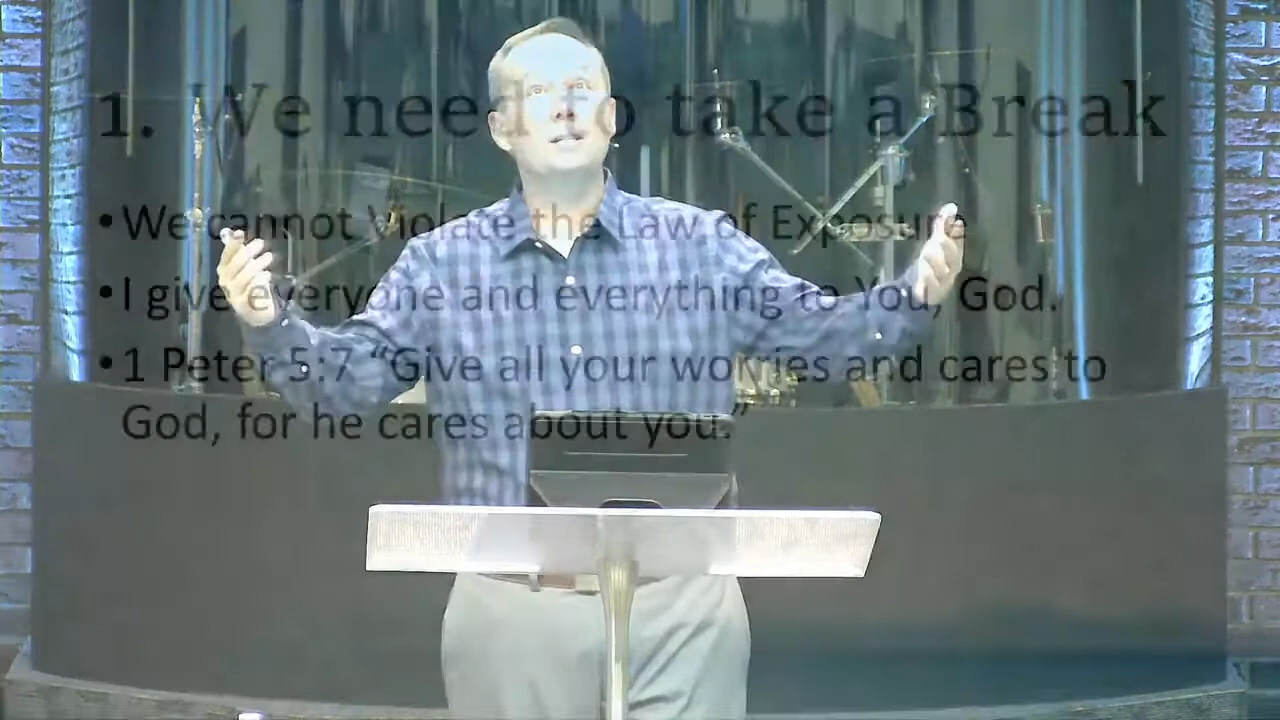 1. We need to take a Break
• We cannot Violate the Law of Exposure
• I give everyone and everything to You, God.
• 1 Peter 5:7 “Give all your worries and cares to
God, for he cares about you.”